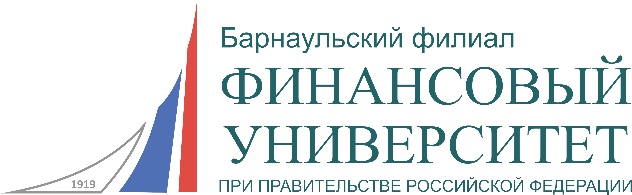 Барнаульский филиал
ФИНАНСОВЫЙ
УНИВЕРСИТЕТ
ПРИ ПРАВИТЕЛЬСТВЕ РОССИЙСКОЙ ФЕДЕРАЦИИ
1919